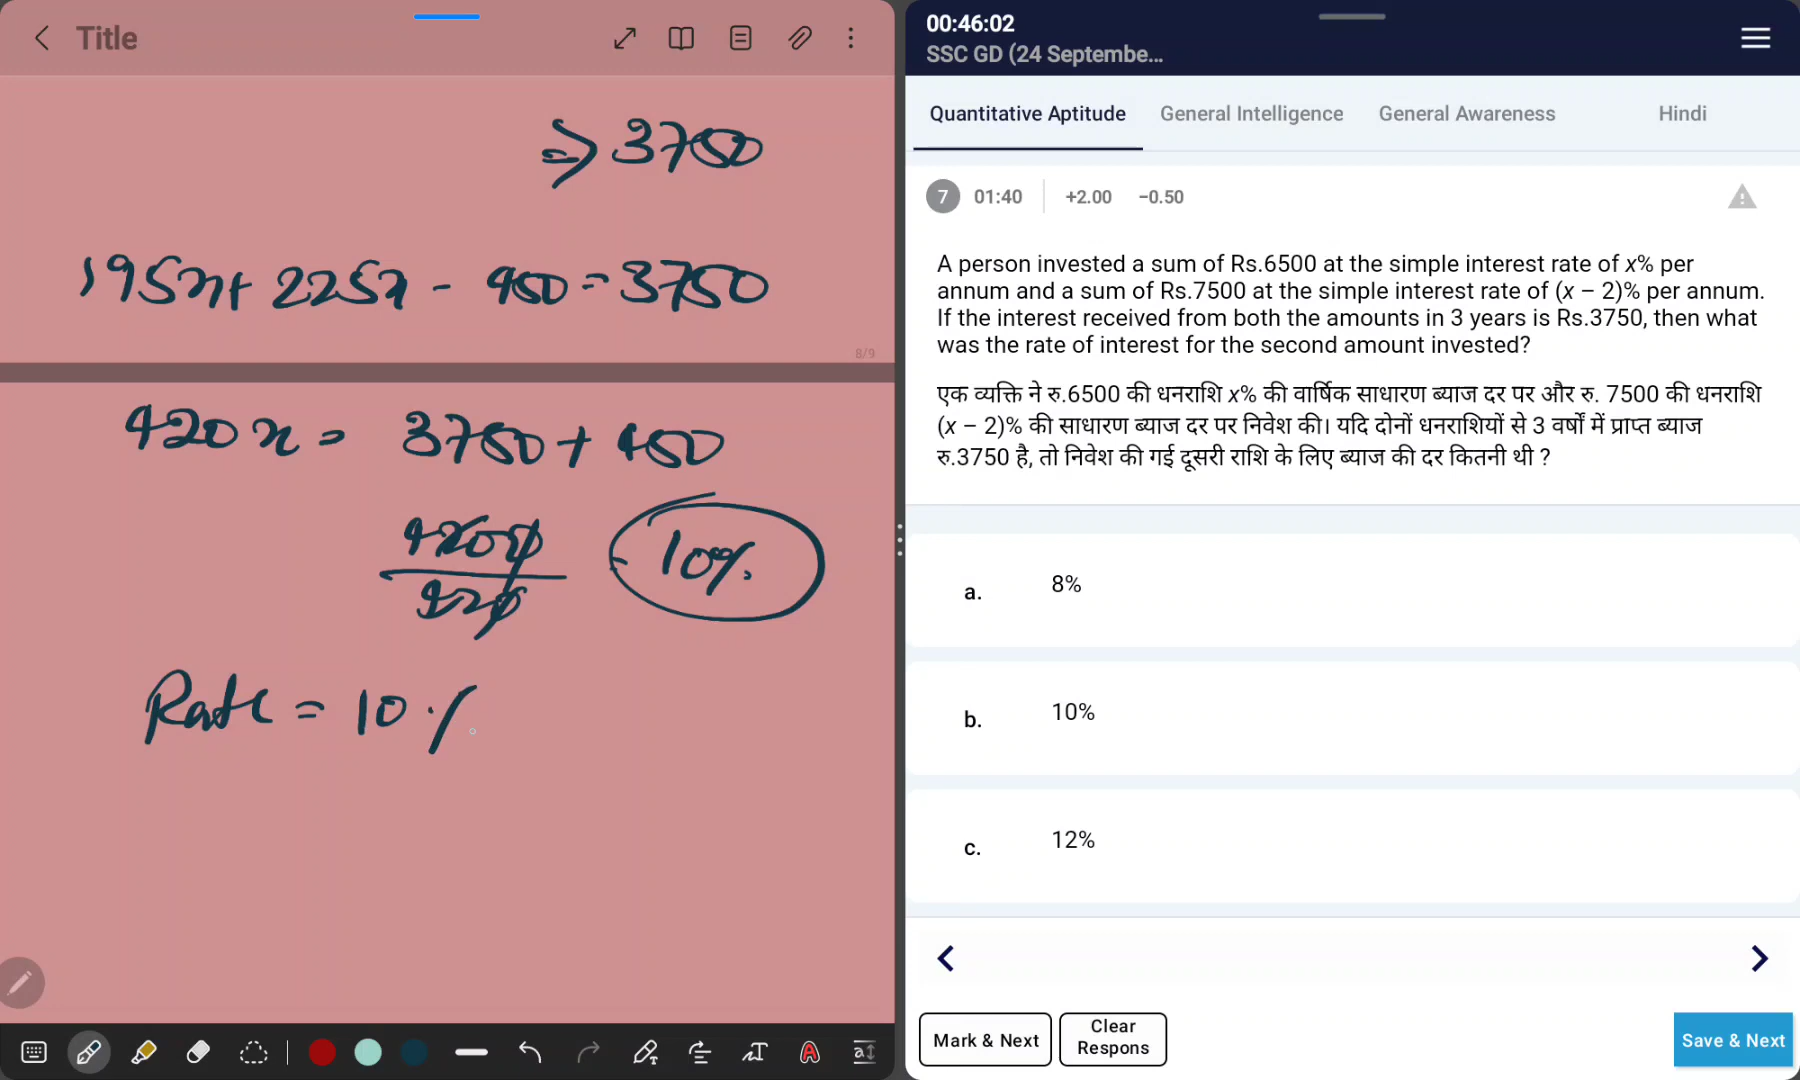 Title
=> 3750
195x + 225x - 450 = 3750
8/9
420x = 3750 + 450
4200
420
= 10%
Rate = 10%
00:46:02
SSC GD (24 Septembe...
Quantitative Aptitude
General Intelligence
General Awareness
Hindi
7
01:40
+2.00
−0.50
A person invested a sum of Rs.6500 at the simple interest rate of x% per
annum and a sum of Rs.7500 at the simple interest rate of (x − 2)% per annum.
If the interest received from both the amounts in 3 years is Rs.3750, then what
was the rate of interest for the second amount invested?
एक व्यक्ति ने रु.6500 की धनराशि x% की वार्षिक साधारण ब्याज दर पर और रु. 7500 की धनराशि
(x − 2)% की साधारण ब्याज दर पर निवेश की। यदि दोनों धनराशियों से 3 वर्षों में प्राप्त ब्याज
रु.3750 है, तो निवेश की गई दूसरी राशि के लिए ब्याज की दर कितनी थी ?
a. 8%
b. 10%
c. 12%
Mark & Next
Clear
Respons
Save & Next